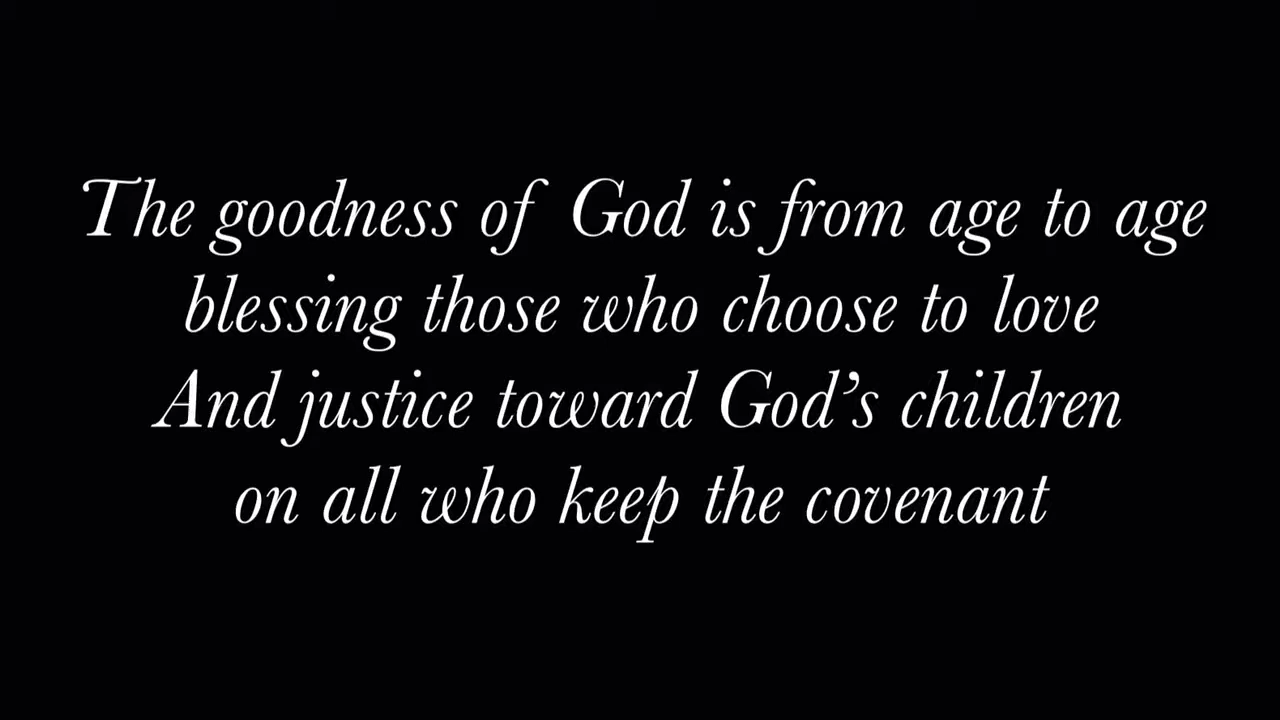 The goodness of God is from age to age
blessing those who choose to love
And justice toward God’s children
on all who keep the covenant